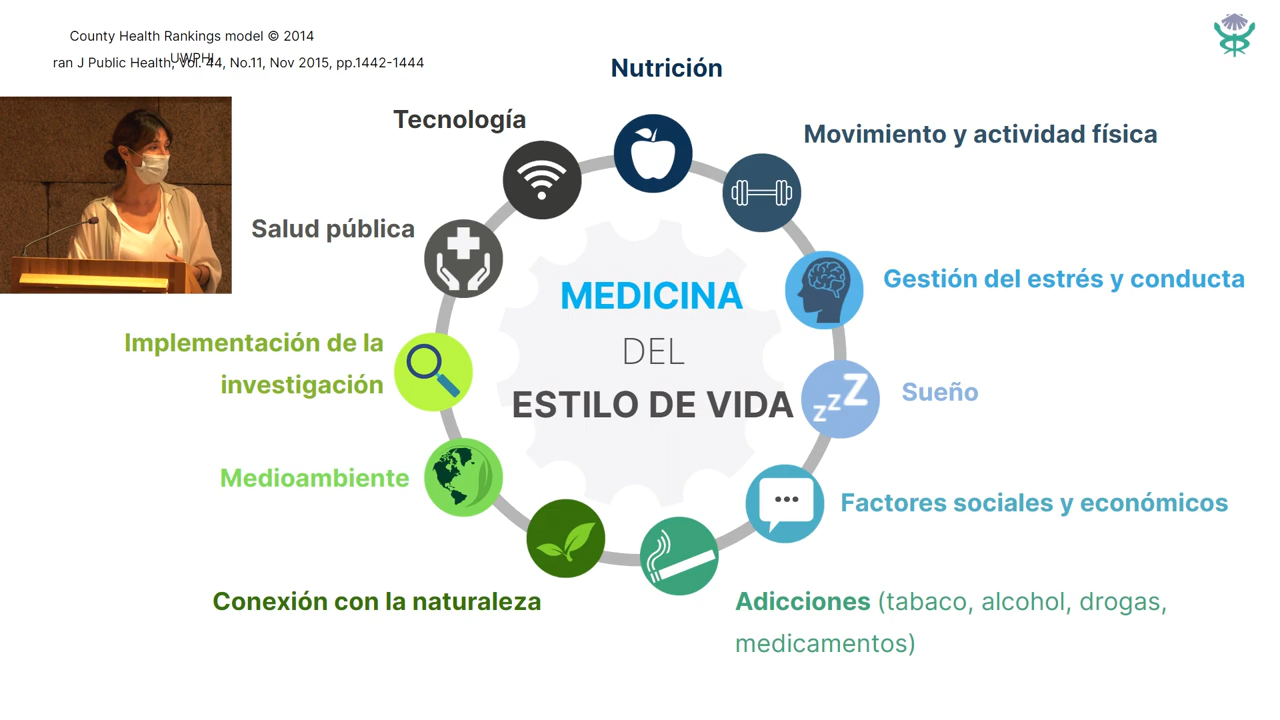 County Health Rankings model © 2014
UWPHI
ran J Public Health, Vol. 44, No.11, Nov 2015, pp.1442-1444
Nutrición
Tecnología
Movimiento y actividad física
Salud pública
Gestión del estrés y conducta
MEDICINA
DEL
ESTILO DE VIDA
Implementación de la
investigación
Sueño
zzZ
Medioambiente
Factores sociales y económicos
Conexión con la naturaleza
Adicciones (tabaco, alcohol, drogas,
medicamentos)